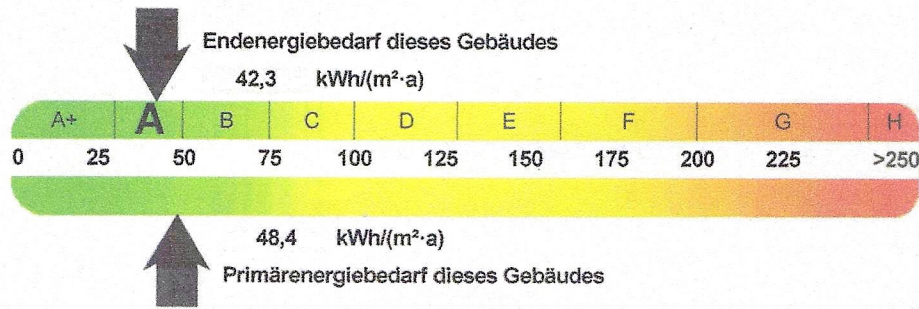 Endenergiebedarf dieses Gebäudes
42,3 kWh/(m²·a)
A+ A B C D E F G H
0 25 50 75 100 125 150 175 200 225 >250
48,4 kWh/(m²·a)
Primärenergiebedarf dieses Gebäudes